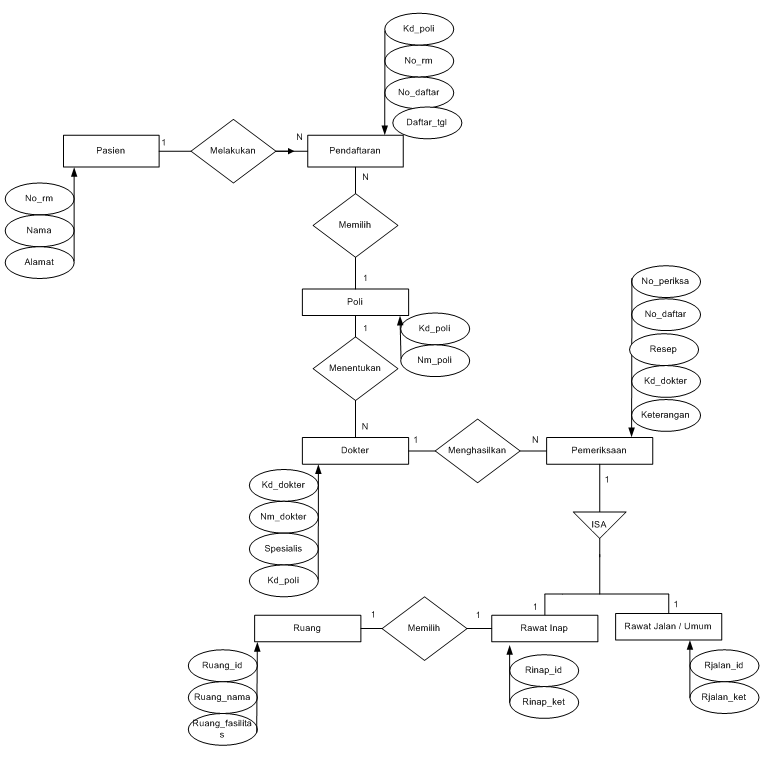 Kd_poli
No_rm
No_daftar
Daftar_tgl
Pasien
1
Melakukan
N
Pendaftaran
N
No_rm
Nama
Alamat
Memilih
1
Poli
1
Kd_poli
Nm_poli
Menentukan
N
No_periksa
No_daftar
Resep
Kd_dokter
Keterangan
Dokter
1
Menghasilkan
N
Pemeriksaan
1
Kd_dokter
Nm_dokter
Spesialis
Kd_poli
ISA
1
1
Ruang
1
Memilih
1
Rawat Inap
Rawat Jalan / Umum
Ruang_id
Ruang_nama
Ruang_fasilita
s
Rinap_id
Rinap_ket
Rjalan_id
Rjalan_ket